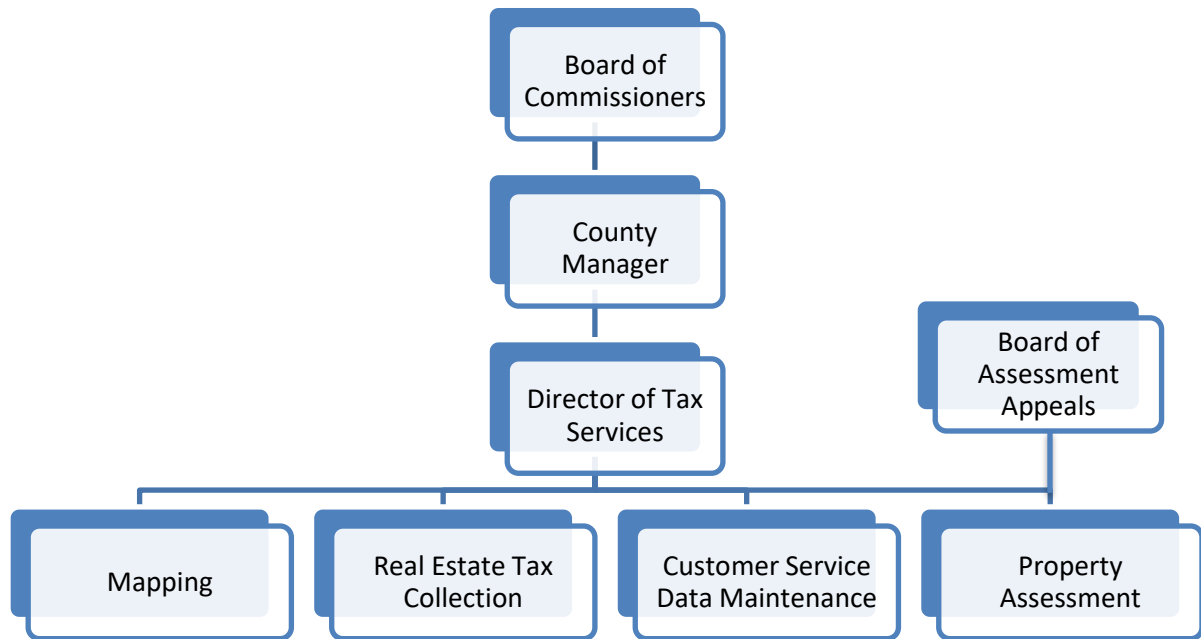 Board of
Commissioners
County
Manager
Director of Tax
Services
Board of
Assessment
Appeals
Mapping
Real Estate Tax
Collection
Customer Service
Data Maintenance
Property
Assessment